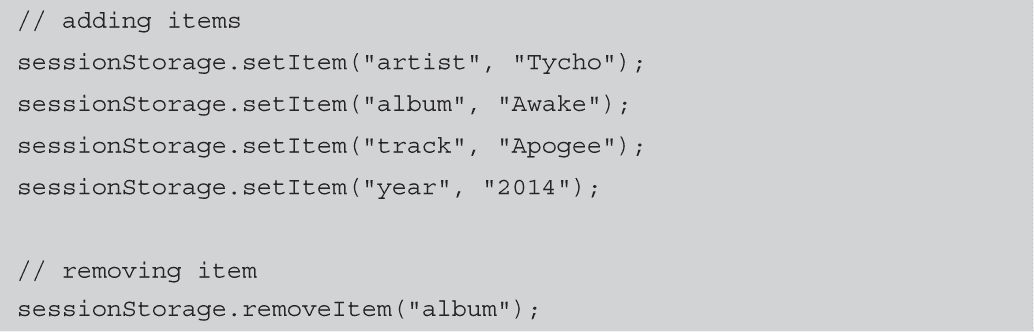 // adding items
sessionStorage.setItem("artist", "Tycho");
sessionStorage.setItem("album", "Awake");
sessionStorage.setItem("track", "Apogee");
sessionStorage.setItem("year", "2014");
// removing item
sessionStorage.removeItem("album");